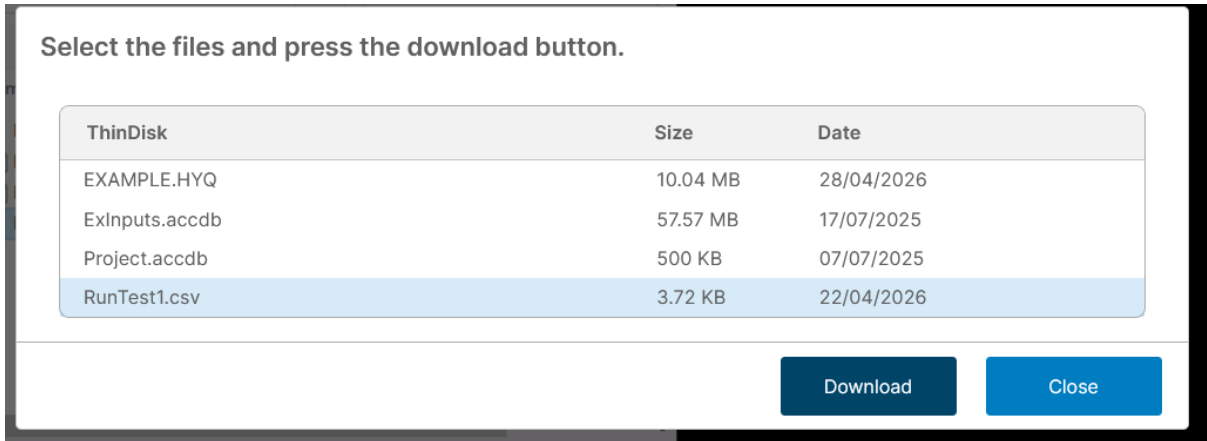 Select the files and press the download button.
ThinDisk Size Date
EXAMPLE.HYQ 10.04 MB 28/04/2026
ExInputs.accdb 57.57 MB 17/07/2025
Project.accdb 500 KB 07/07/2025
RunTest1.csv 3.72 KB 22/04/2026
Download Close